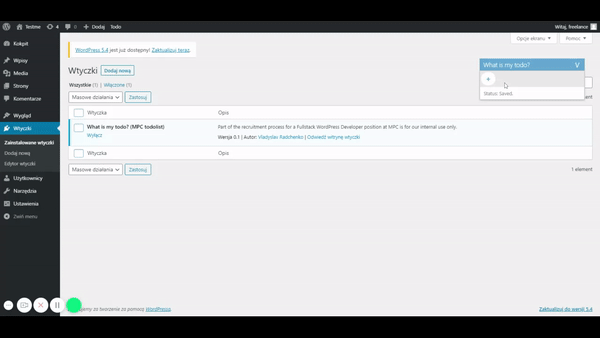 Testme 4 0 Dodaj Todo Witaj, freelance
Kokpit
Wpisy
Media
Strony
Komentarze
Wygląd
Wtyczki
Zainstalowane wtyczki
Dodaj nową
Edytor wtyczki
Użytkownicy
Narzędzia
Ustawienia
Zwiń menu
Opcje ekranu Pomoc
WordPress 5.4 jest już dostępny! Zaktualizuj teraz.
What is my todo? V
+
Status: Saved.
Wtyczki Dodaj nową
Wszystkie (1) | Włączone (1)
Masowe działania Zastosuj
Wtyczka Opis
What is my todo? (MPC todolist) Part of the recruitment process for a Fullstack WordPress Developer position at MPC is for our internal use only.
Wyłącz Wersja 0.1 | Autor: Vladyslav Radchenko | Odwiedź witrynę wtyczki
Wtyczka Opis
Masowe działania Zastosuj 1 element
za tworzenie za pomocą WordPressa Zaktualizuj do wersji 5.4